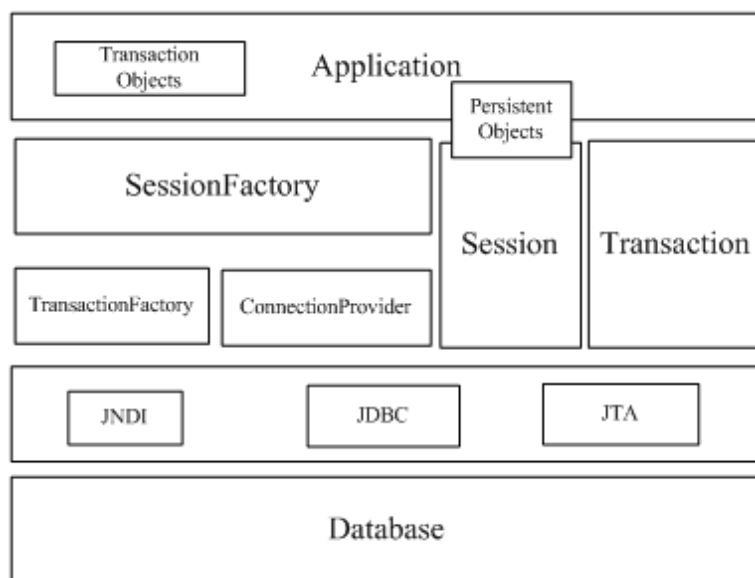 Transaction
Objects
Application
Persistent
Objects
SessionFactory
Session
Transaction
TransactionFactory
ConnectionProvider
JNDI
JDBC
JTA
Database